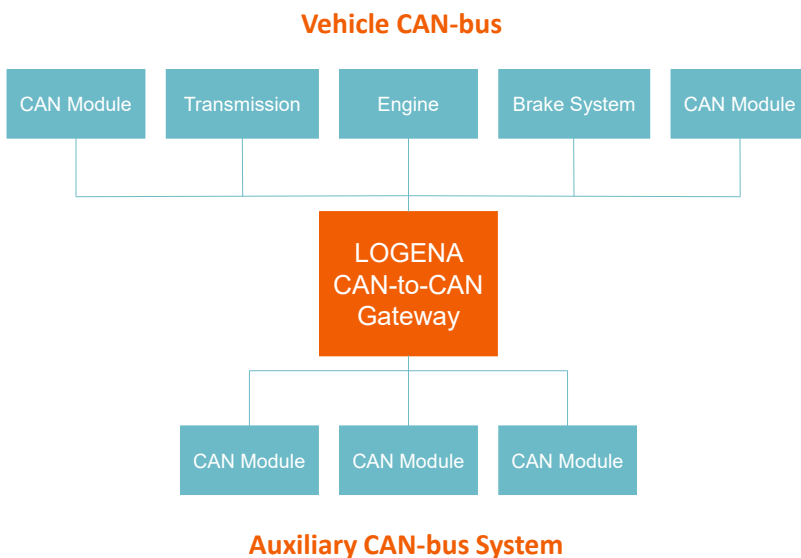 Vehicle CAN-bus
CAN Module
Transmission
Engine
Brake System
CAN Module
LOGENA
CAN-to-CAN
Gateway
CAN Module
CAN Module
CAN Module
Auxiliary CAN-bus System